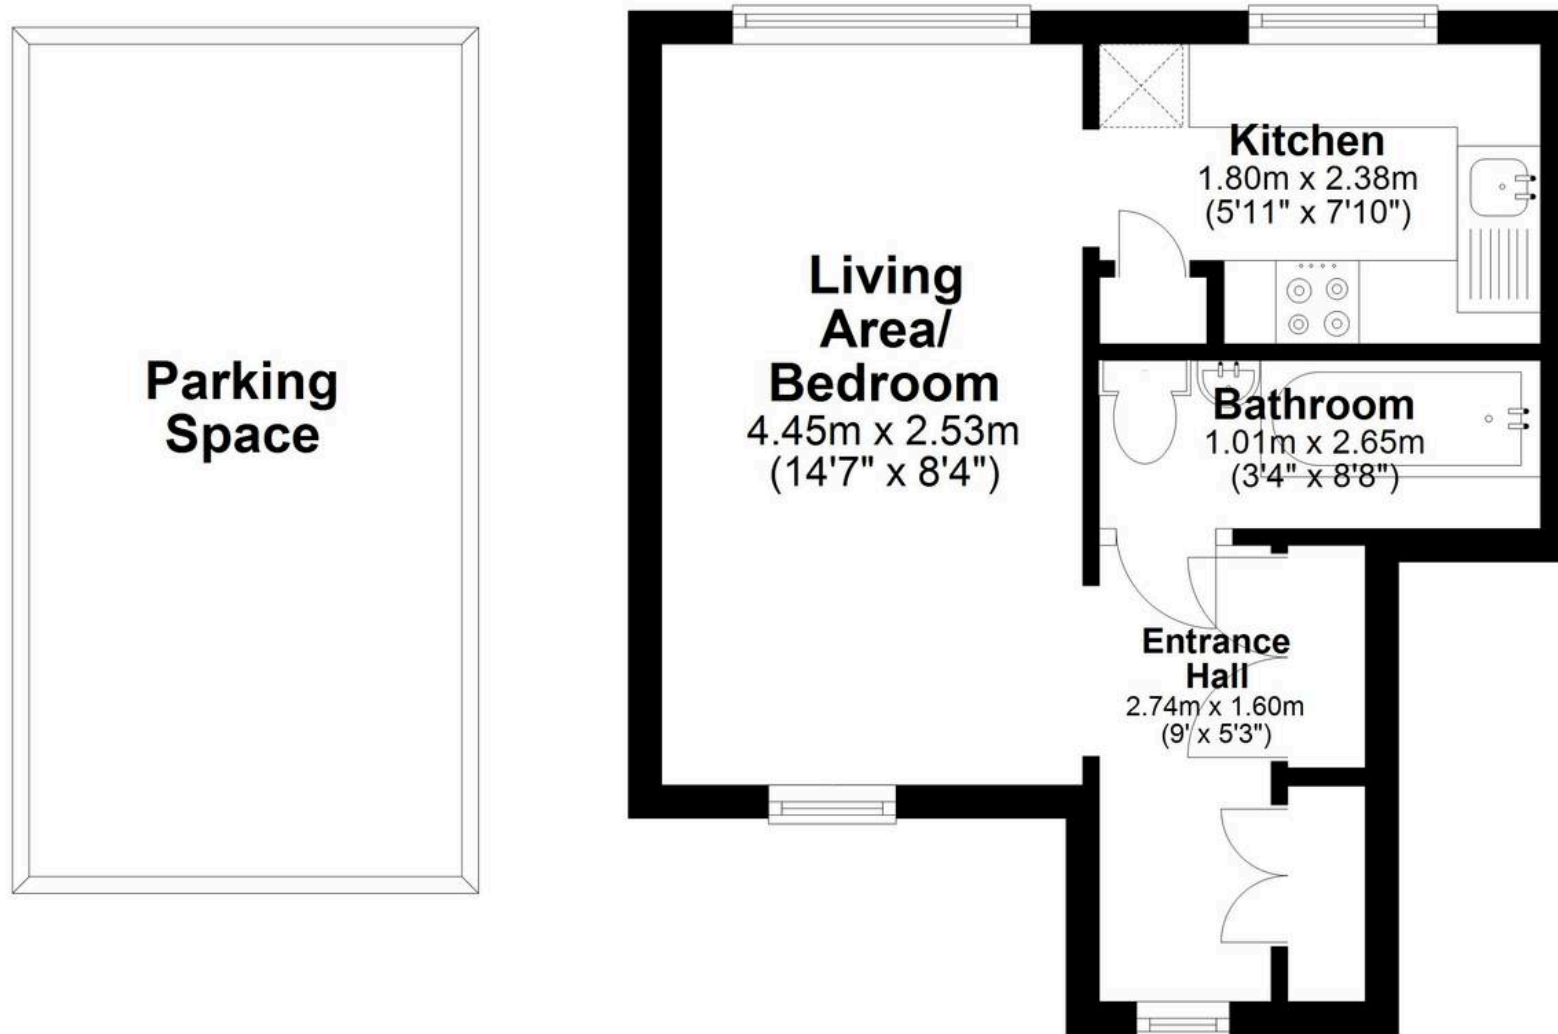 Parking
Space
Living
Area/
Bedroom
4.45m x 2.53m
(14'7" x 8'4")
Kitchen
1.80m x 2.38m
(5'11" x 7'10")
Bathroom
1.01m x 2.65m
(3'4" x 8'8")
Entrance
Hall
2.74m x 1.60m
(9' x 5'3")